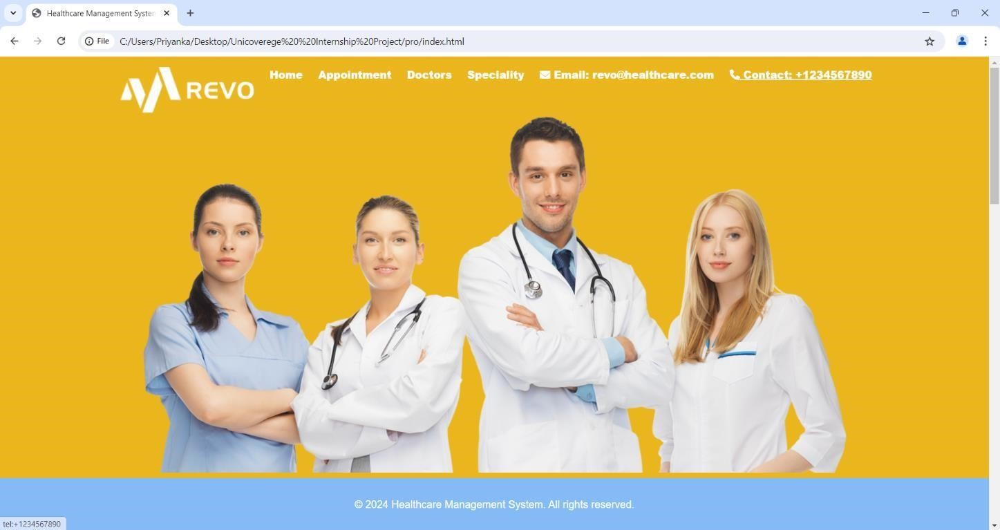 Healthcare Management Syster
File
C:/Users/Priyanka/Desktop/Unicoverege%20%20Internship%20Project/pro/index.html
REVO
Home Appointment Doctors Speciality Email: revo@healthcare.com Contact: +1234567890
© 2024 Healthcare Management System. All rights reserved.
tel:+1234567890